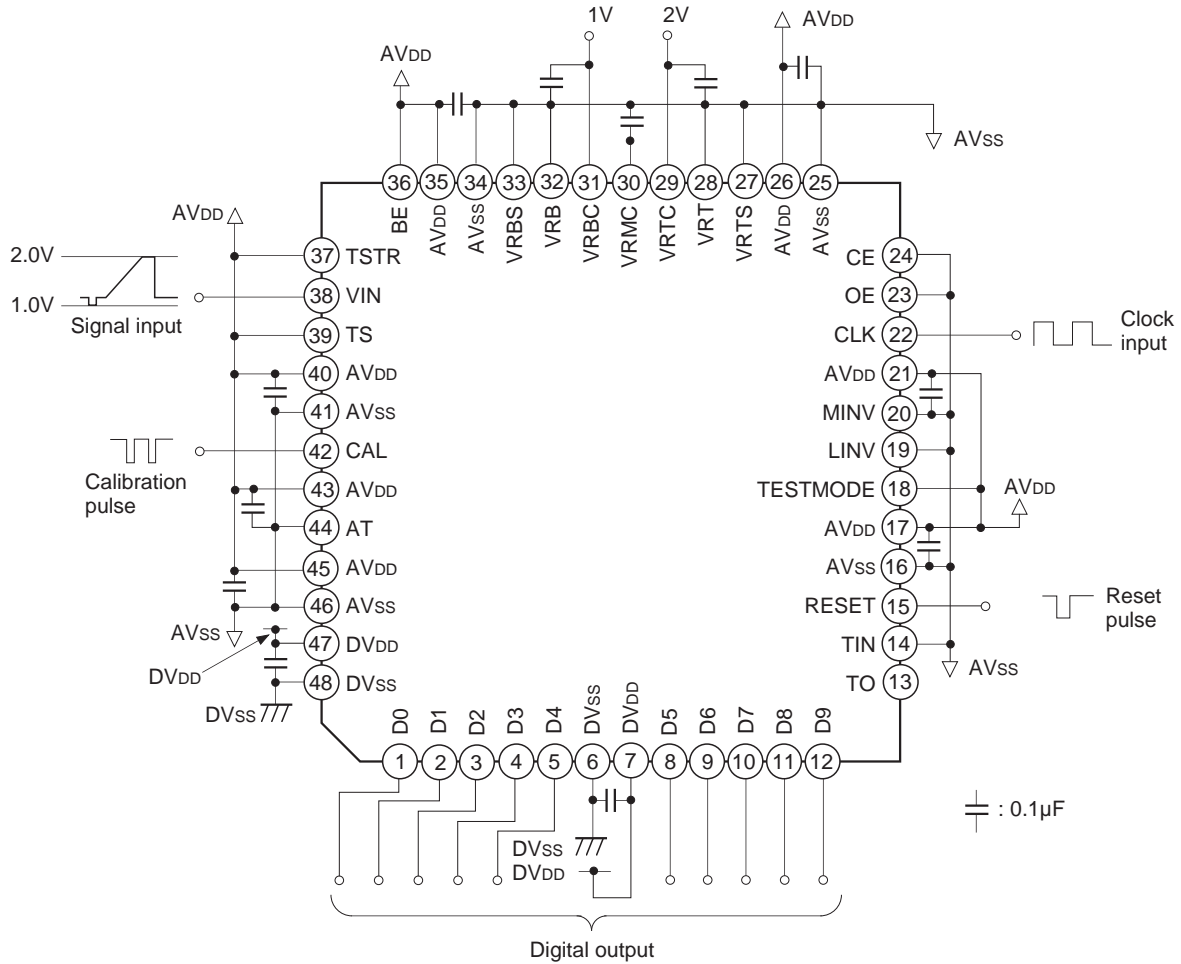 1V
2V
AVDD
AVDD
AVSS
36 35 34 33 32 31 30 29 28 27 26 25
BE AVDD AVSS VRBS VRB VRBC VRMC VRTC VRT VRTS AVDD AVSS
AVDD
2.0V
1.0V
Signal input
Calibration
pulse
AVSS
DVDD
DVSS
37 TSTR
38 VIN
39 TS
40 AVDD
41 AVSS
42 CAL
43 AVDD
44 AT
45 AVDD
46 AVSS
47 DVDD
48 DVSS
CE 24
OE 23
CLK 22
AVDD 21
MINV 20
LINV 19
TESTMODE 18
AVDD 17
AVSS 16
RESET 15
TIN 14
TO 13
Clock
input
AVDD
Reset
pulse
AVSS
D0 D1 D2 D3 D4 DVSS DVDD D5 D6 D7 D8 D9
1 2 3 4 5 6 7 8 9 10 11 12
DVSS
DVDD
: 0.1µF
Digital output